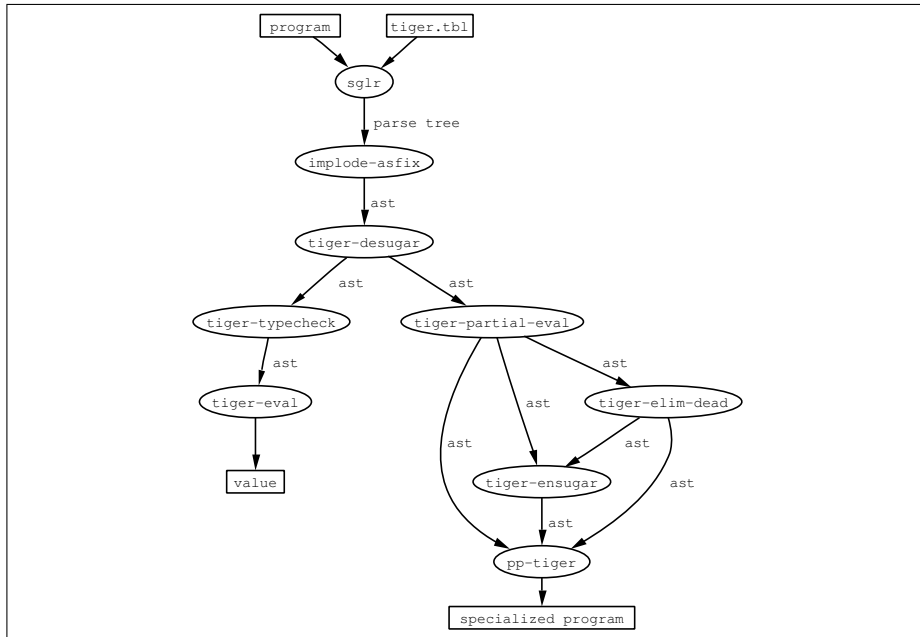 program
tiger.tbl
sglr
parse tree
implode-asfix
ast
tiger-desugar
ast
ast
tiger-typecheck
tiger-partial-eval
ast
ast
tiger-eval
ast
tiger-elim-dead
ast
ast
value
tiger-ensugar
ast
ast
pp-tiger
specialized program